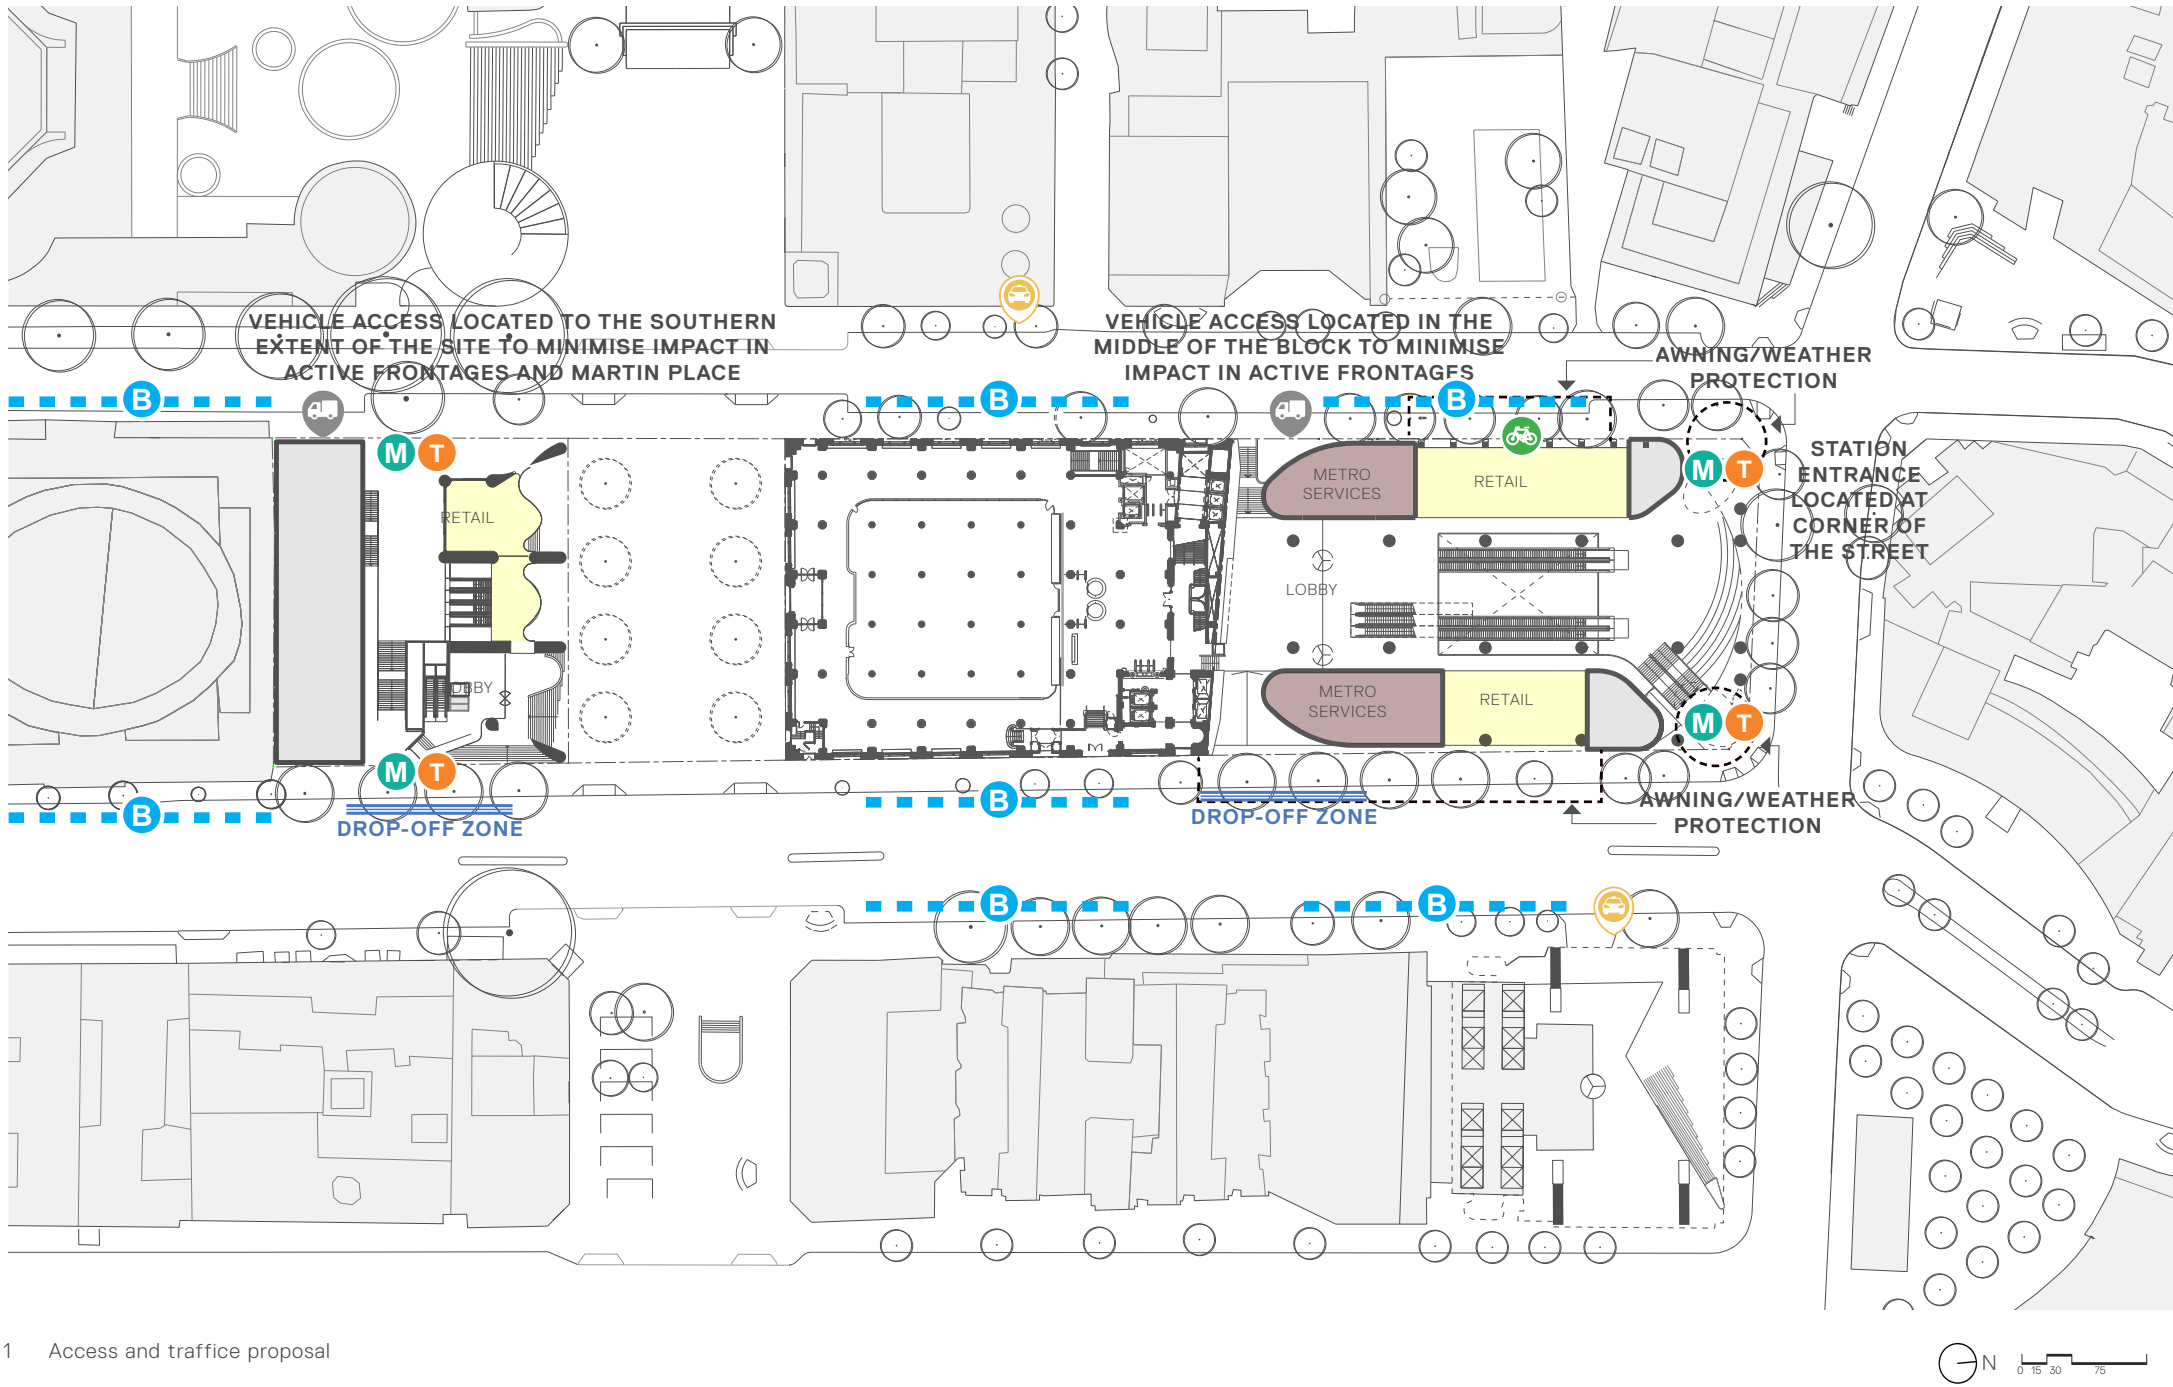 VEHICLE ACCESS LOCATED TO THE SOUTHERN
EXTENT OF THE SITE TO MINIMISE IMPACT IN
ACTIVE FRONTAGES AND MARTIN PLACE
VEHICLE ACCESS LOCATED IN THE
MIDDLE OF THE BLOCK TO MINIMISE
IMPACT IN ACTIVE FRONTAGES
AWNING/WEATHER
PROTECTION
B
B
B
M T
M T
STATION
ENTRANCE
LOCATED AT
CORNER OF
THE STREET
METRO
SERVICES
RETAIL
RETAIL
LOBBY
LOBBY
METRO
SERVICES
RETAIL
M T
M T
B
B
DROP-OFF ZONE
DROP-OFF ZONE
AWNING/WEATHER
PROTECTION
B
B
1 Access and traffice proposal
N
0 15 30 75